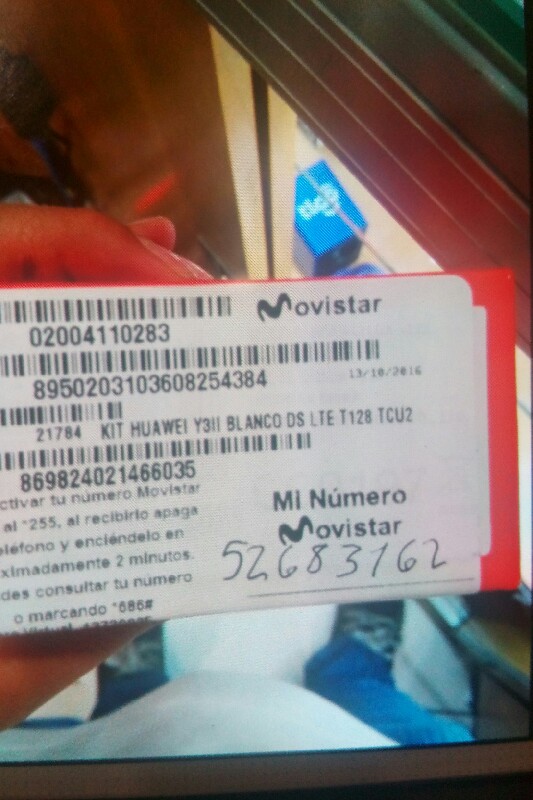 Movistar
02004110283
8950203103608254384
13/10/2016
21784 KIT HUAWEI Y3II BLANCO DS LTE T128 TCU2
869824021466035
ctivar tu número Movistar
al *255, al recibirlo apaga
eléfono y enciéndelo en
ximadamente 2 minutos.
des consultar tu número
o marcando *686#
Mi Número
Movistar
52683162